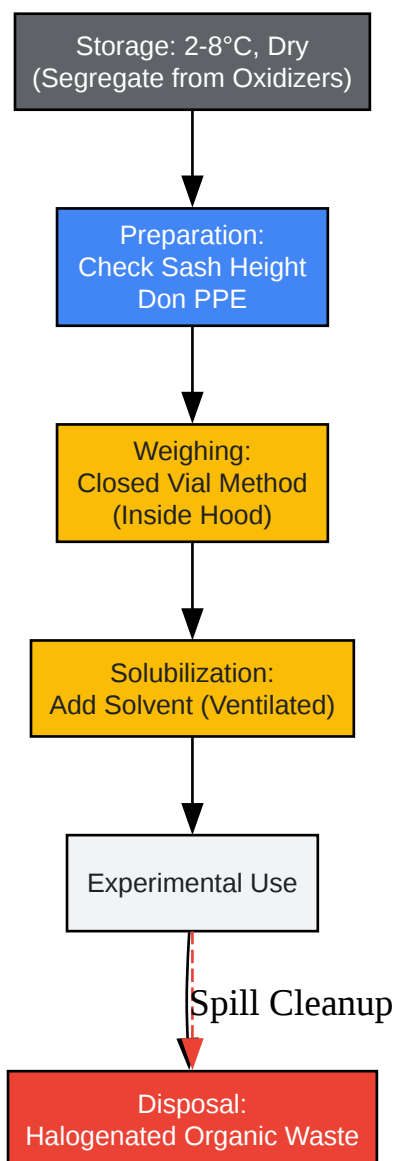 Storage: 2-8°C, Dry
(Segregate from Oxidizers)
Preparation:
Check Sash Height
Don PPE
Weighing:
Closed Vial Method
(Inside Hood)
Solubilization:
Add Solvent (Ventilated)
Experimental Use
Spill Cleanup
Disposal:
Halogenated Organic Waste